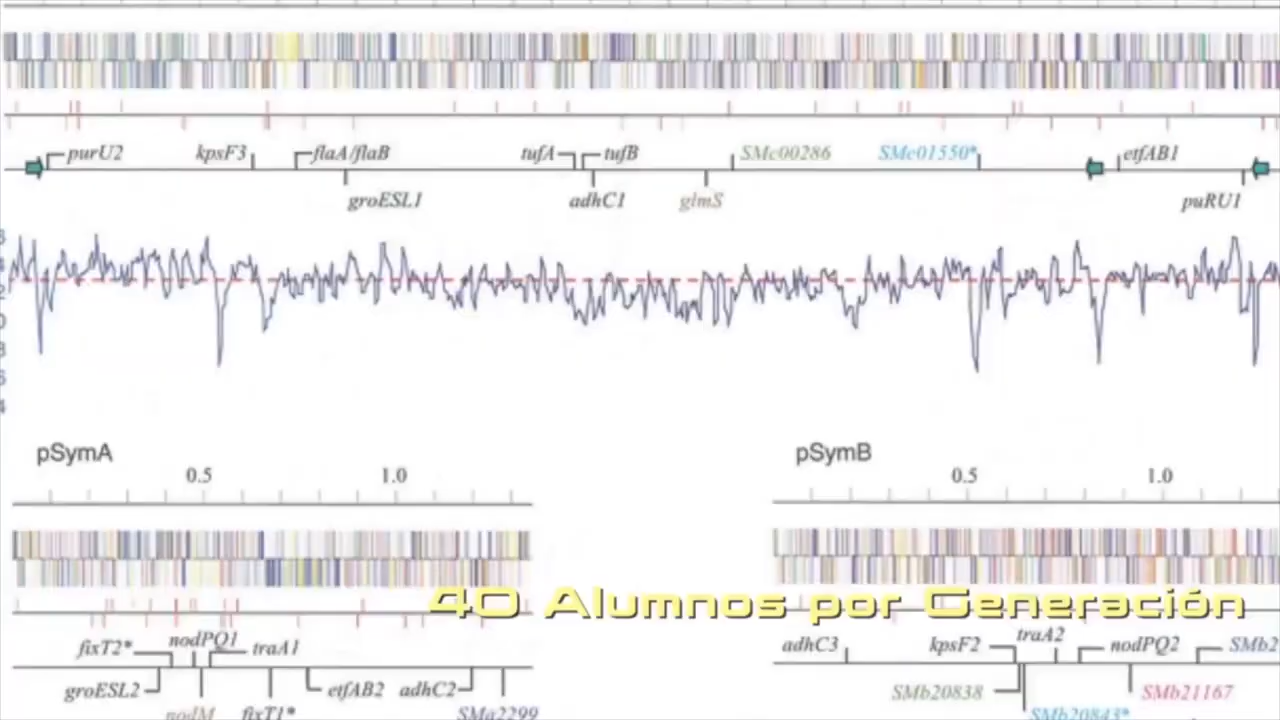 purU2 kpsF3 flaA/flaB tufA tufB SMc00286 SMc01550* etfAB1
groESL1 adhC1 glmS puRU1
pSymA pSymB
0.5 1.0 0.5 1.0
40 Alumnos por Generación
fixT2* nodPQ1 traA1 adhC3 kpsF2 traA2 nodPQ2 SMb2
groESL2 etfAB2 adhC2 SMb20838 SMb21167
nodM fixT1* SMa2299 SMb20843*